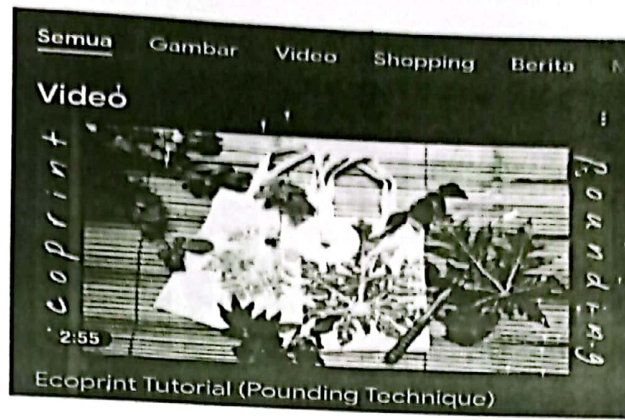 Semua Gambar Video Shopping Berita
Video
ecoprint
pounding
2:55
Ecoprint Tutorial (Pounding Technique)